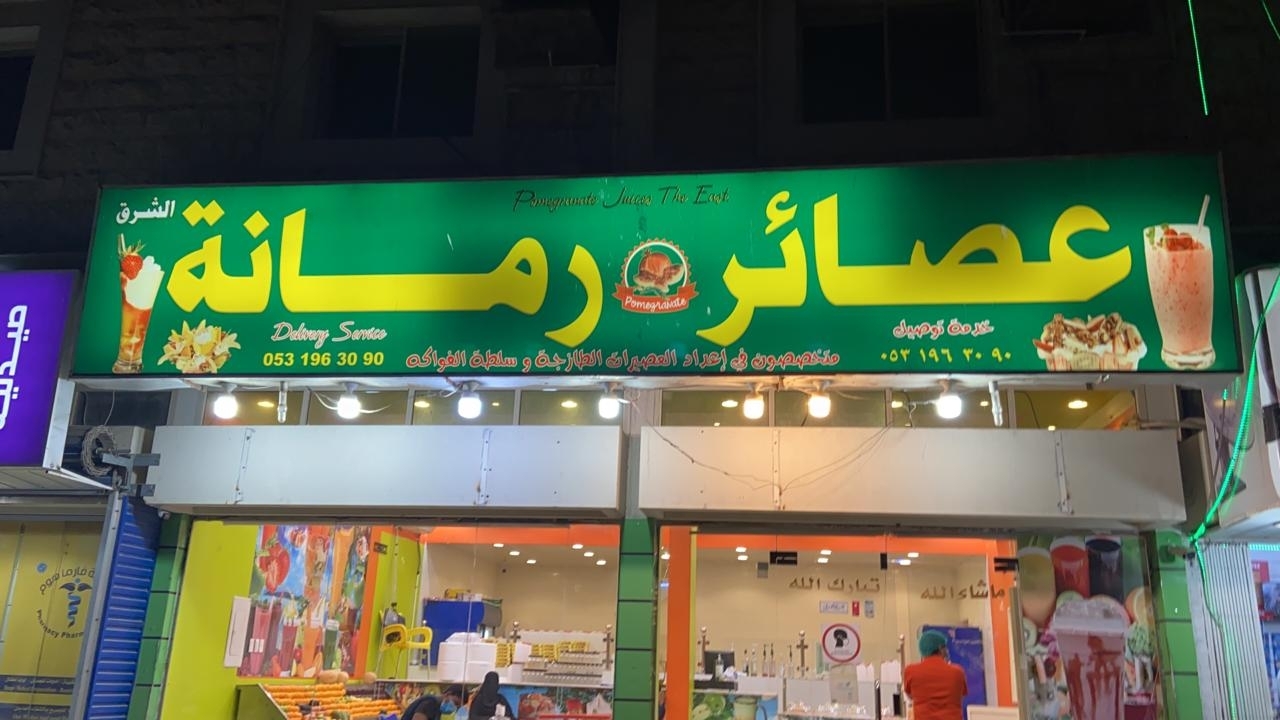 Pomegranate Juices The East
عصائر رمانة
الشرق
Pomegranate
خدمة توصيل
٠٥٣ ١٩٦ ٣٠ ٩٠
متخصصون في إعداد العصيرات الطازجة و سلطة الفواكه
Delivery Service
053 196 30 90
صيدلية
تبارك الله
ماشاء الله